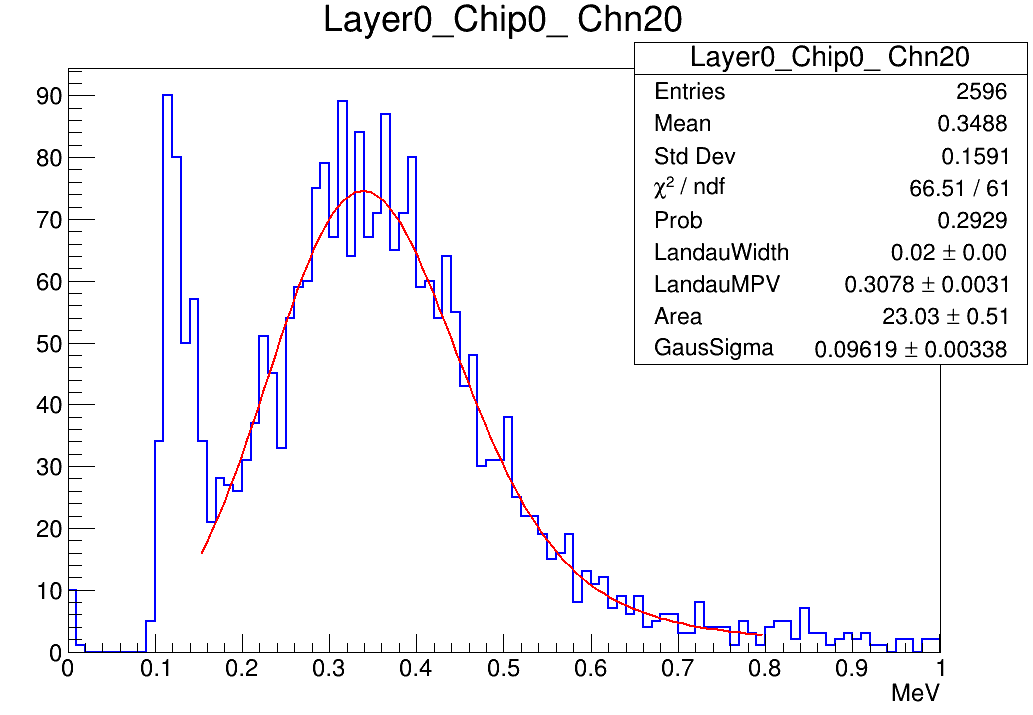 Layer0_Chip0_ Chn20
Layer0_Chip0_ Chn20
Entries 2596
Mean 0.3488
Std Dev 0.1591
χ² / ndf 66.51 / 61
Prob 0.2929
LandauWidth 0.02 ± 0.00
LandauMPV 0.3078 ± 0.0031
Area 23.03 ± 0.51
GausSigma 0.09619 ± 0.00338
90
80
70
60
50
40
30
20
10
0
0 0.1 0.2 0.3 0.4 0.5 0.6 0.7 0.8 0.9 1
MeV